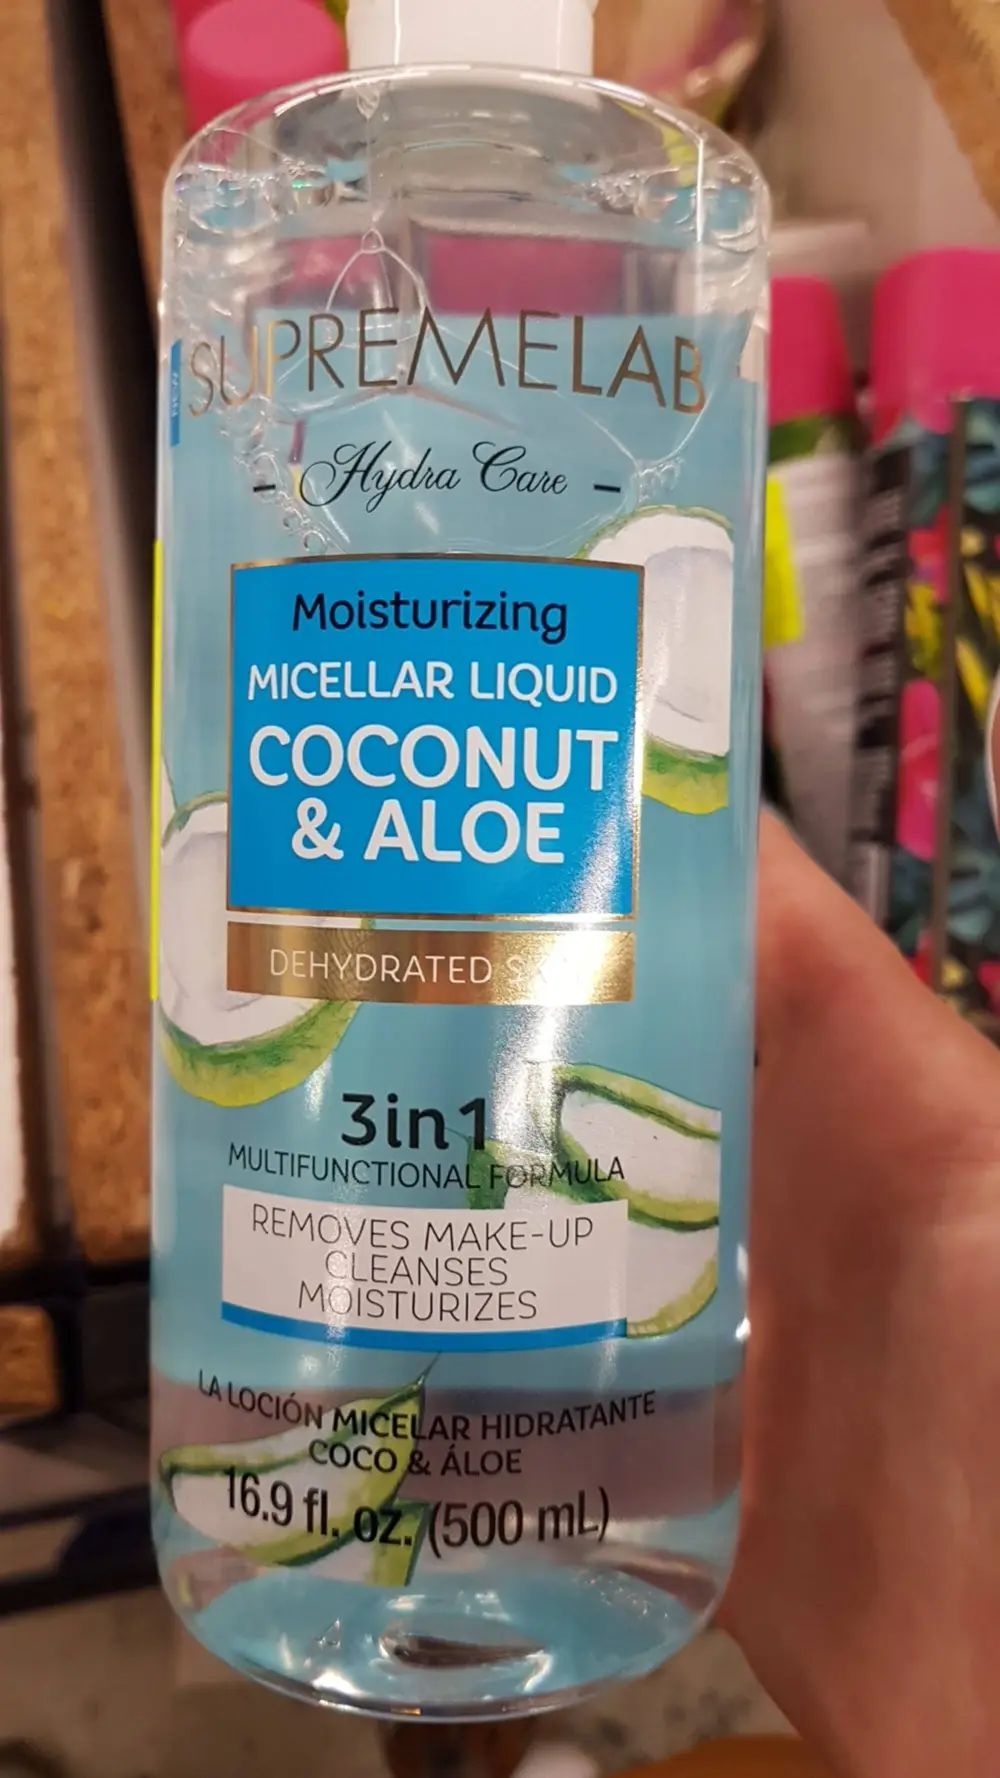 NEW
SUPREMELAB
- Hydra Care -
Moisturizing
MICELLAR LIQUID
COCONUT
& ALOE
DEHYDRATED
3in1
MULTIFUNCTIONAL FORMULA
REMOVES MAKE-UP
CLEANSES
MOISTURIZES
LA LOCIÓN MICELAR HIDRATANTE
COCO & ÁLOE
16.9 fl. oz. (500 mL)